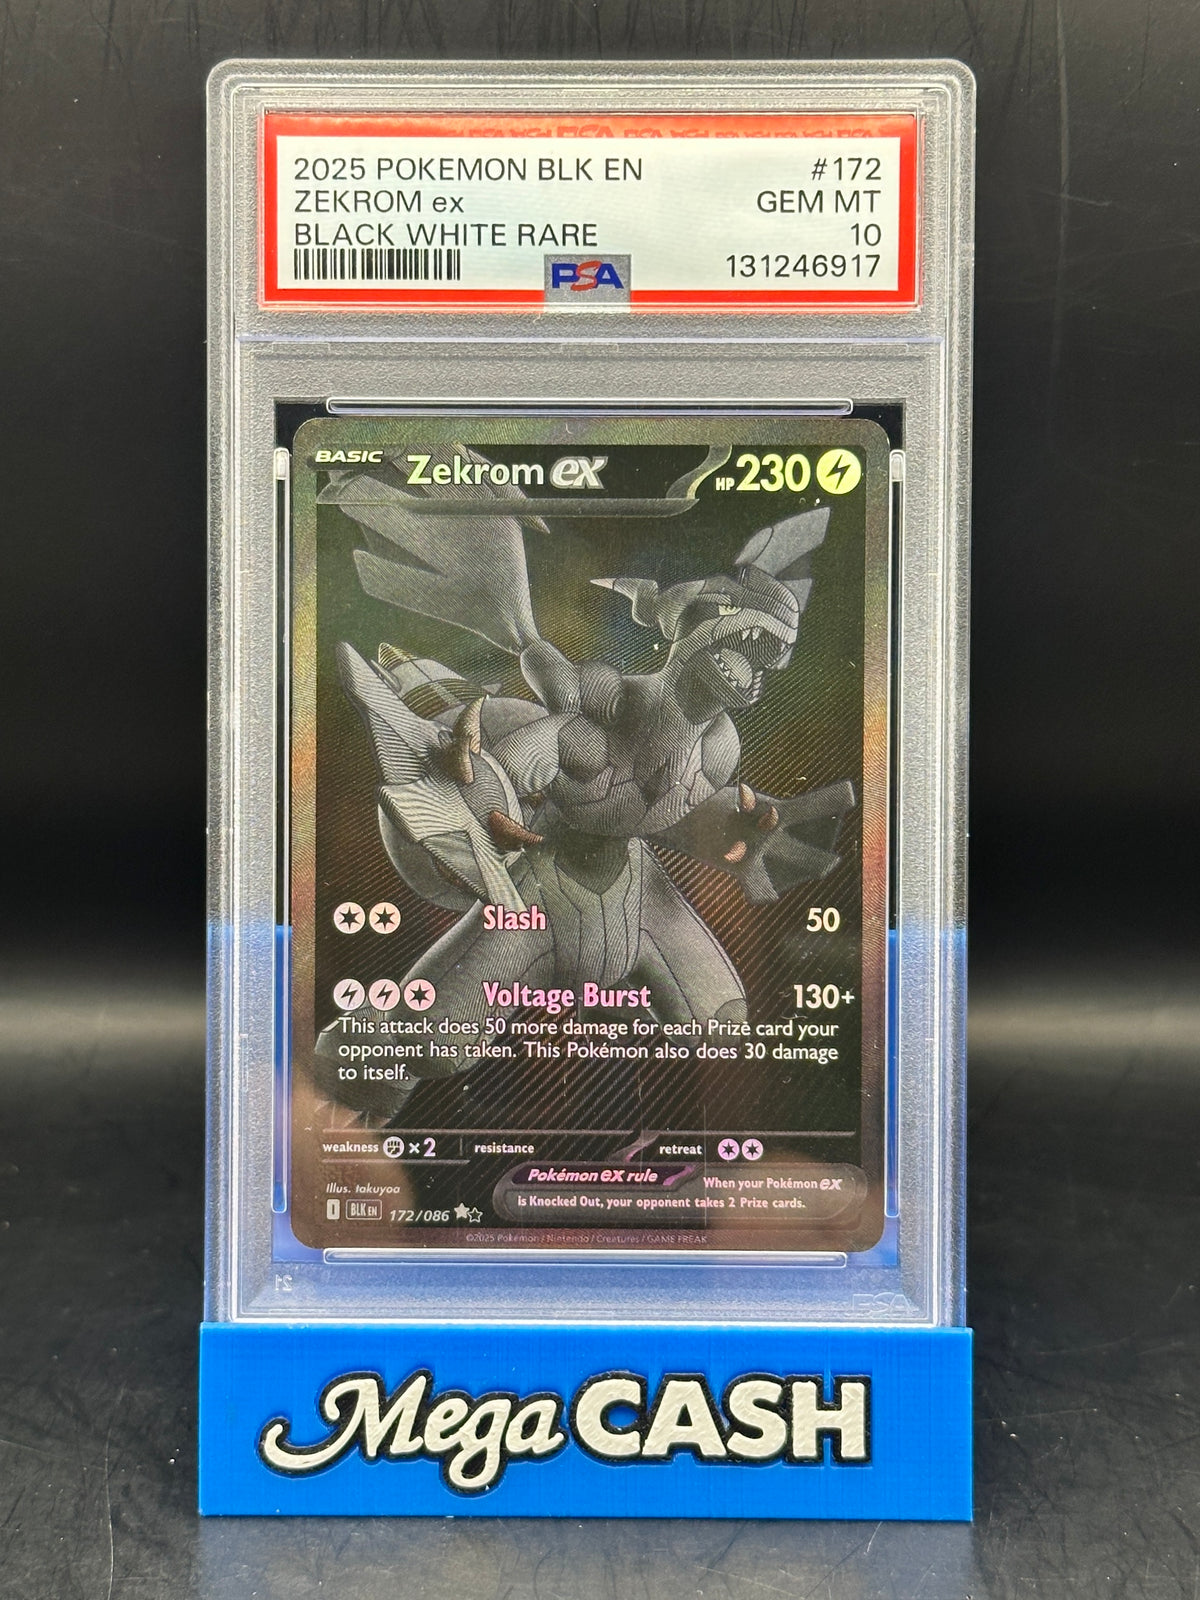 2025 POKEMON BLK EN #172
ZEKROM ex GEM MT
BLACK WHITE RARE 10
PSA 131246917
BASIC Zekrom ex HP 230
Slash 50
Voltage Burst 130+
This attack does 50 more damage for each Prize card your
opponent has taken. This Pokémon also does 30 damage
to itself.
weakness ×2 resistance retreat
Pokémon ex rule When your Pokémon ex
is Knocked Out, your opponent takes 2 Prize cards.
Illus. takuyoa
I BLK EN 172/086
©2025 Pokémon / Nintendo / Creatures / GAME FREAK
21 PSA
Mega CASH